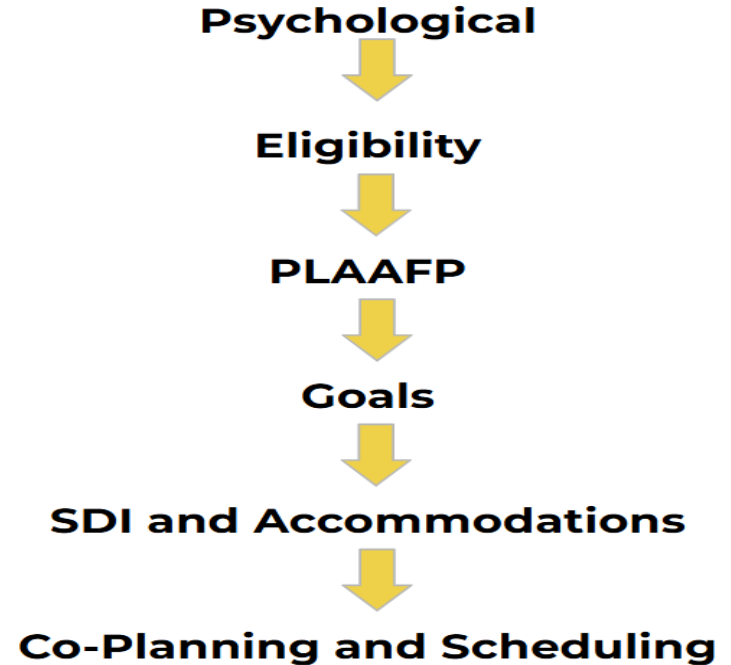 Psychological
Eligibility
PLAAFP
Goals
SDI and Accommodations
Co-Planning and Scheduling